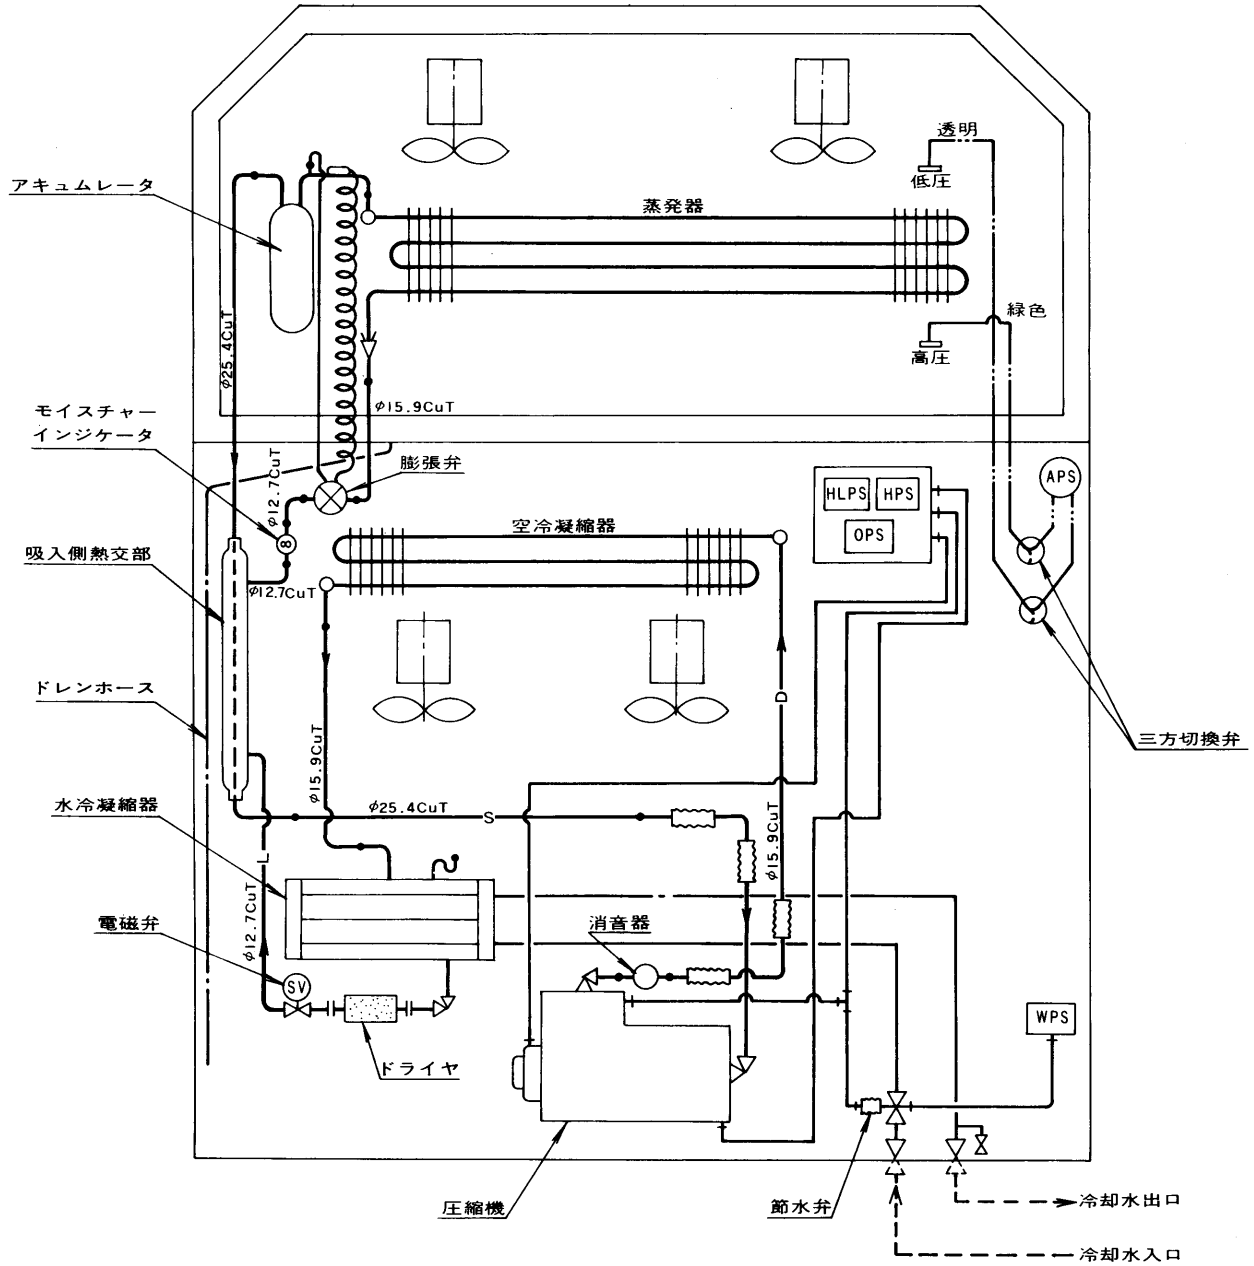 透明
低圧
アキュムレータ
蒸発器
緑色
高圧
φ25.4CuT
φ15.9CuT
モイスチャー
インジケータ
φ12.7CuT
膨張弁
HLPS
HPS
OPS
APS
空冷凝縮器
8
吸入側熱交部
φ12.7CuT
ドレンホース
D
三方切換弁
φ15.9CuT
水冷凝縮器
φ25.4CuT
S
φ15.9CuT
L
φ12.7CuT
電磁弁
消音器
SV
WPS
ドライヤ
圧縮機
節水弁
冷却水出口
冷却水入口